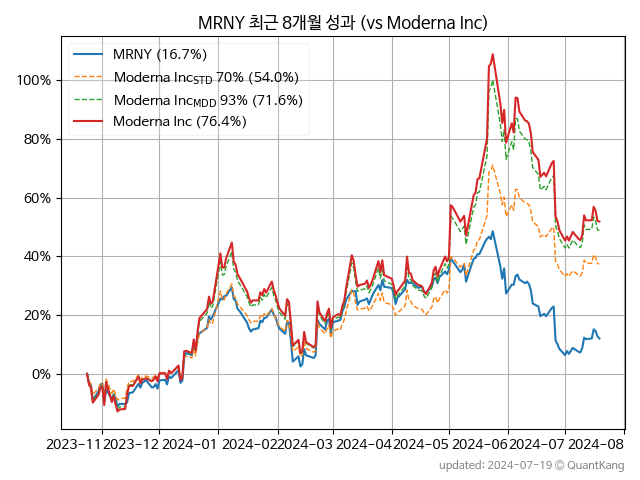 MRNY 최근 8개월 성과 (vs Moderna Inc)
MRNY (16.7%)
Moderna IncSTD 70% (54.0%)
Moderna IncMDD 93% (71.6%)
Moderna Inc (76.4%)
100%
80%
60%
40%
20%
0%
2023-11 2023-12 2024-01 2024-02 2024-03 2024-04 2024-05 2024-06 2024-07 2024-08
updated: 2024-07-19 © QuantKang